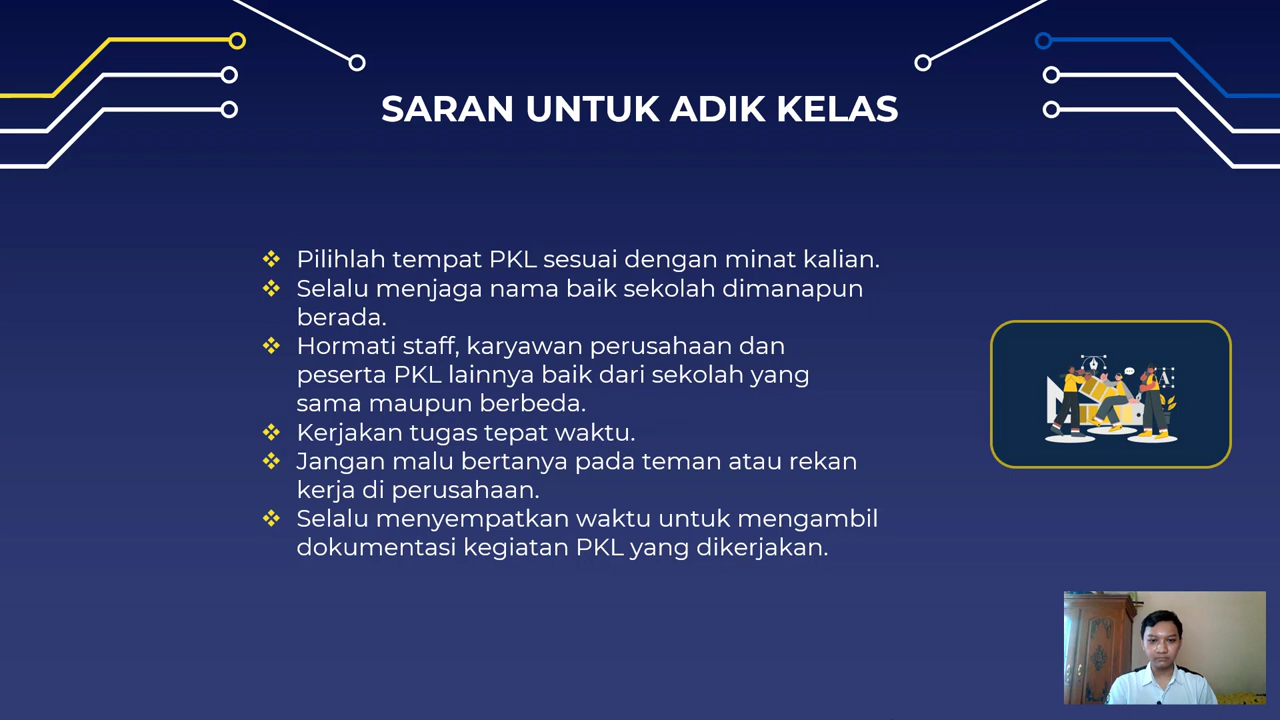 SARAN UNTUK ADIK KELAS
Pilihlah tempat PKL sesuai dengan minat kalian.
Selalu menjaga nama baik sekolah dimanapun
berada.
Hormati staff, karyawan perusahaan dan
peserta PKL lainnya baik dari sekolah yang
sama maupun berbeda.
Kerjakan tugas tepat waktu.
Jangan malu bertanya pada teman atau rekan
kerja di perusahaan.
Selalu menyempatkan waktu untuk mengambil
dokumentasi kegiatan PKL yang dikerjakan.